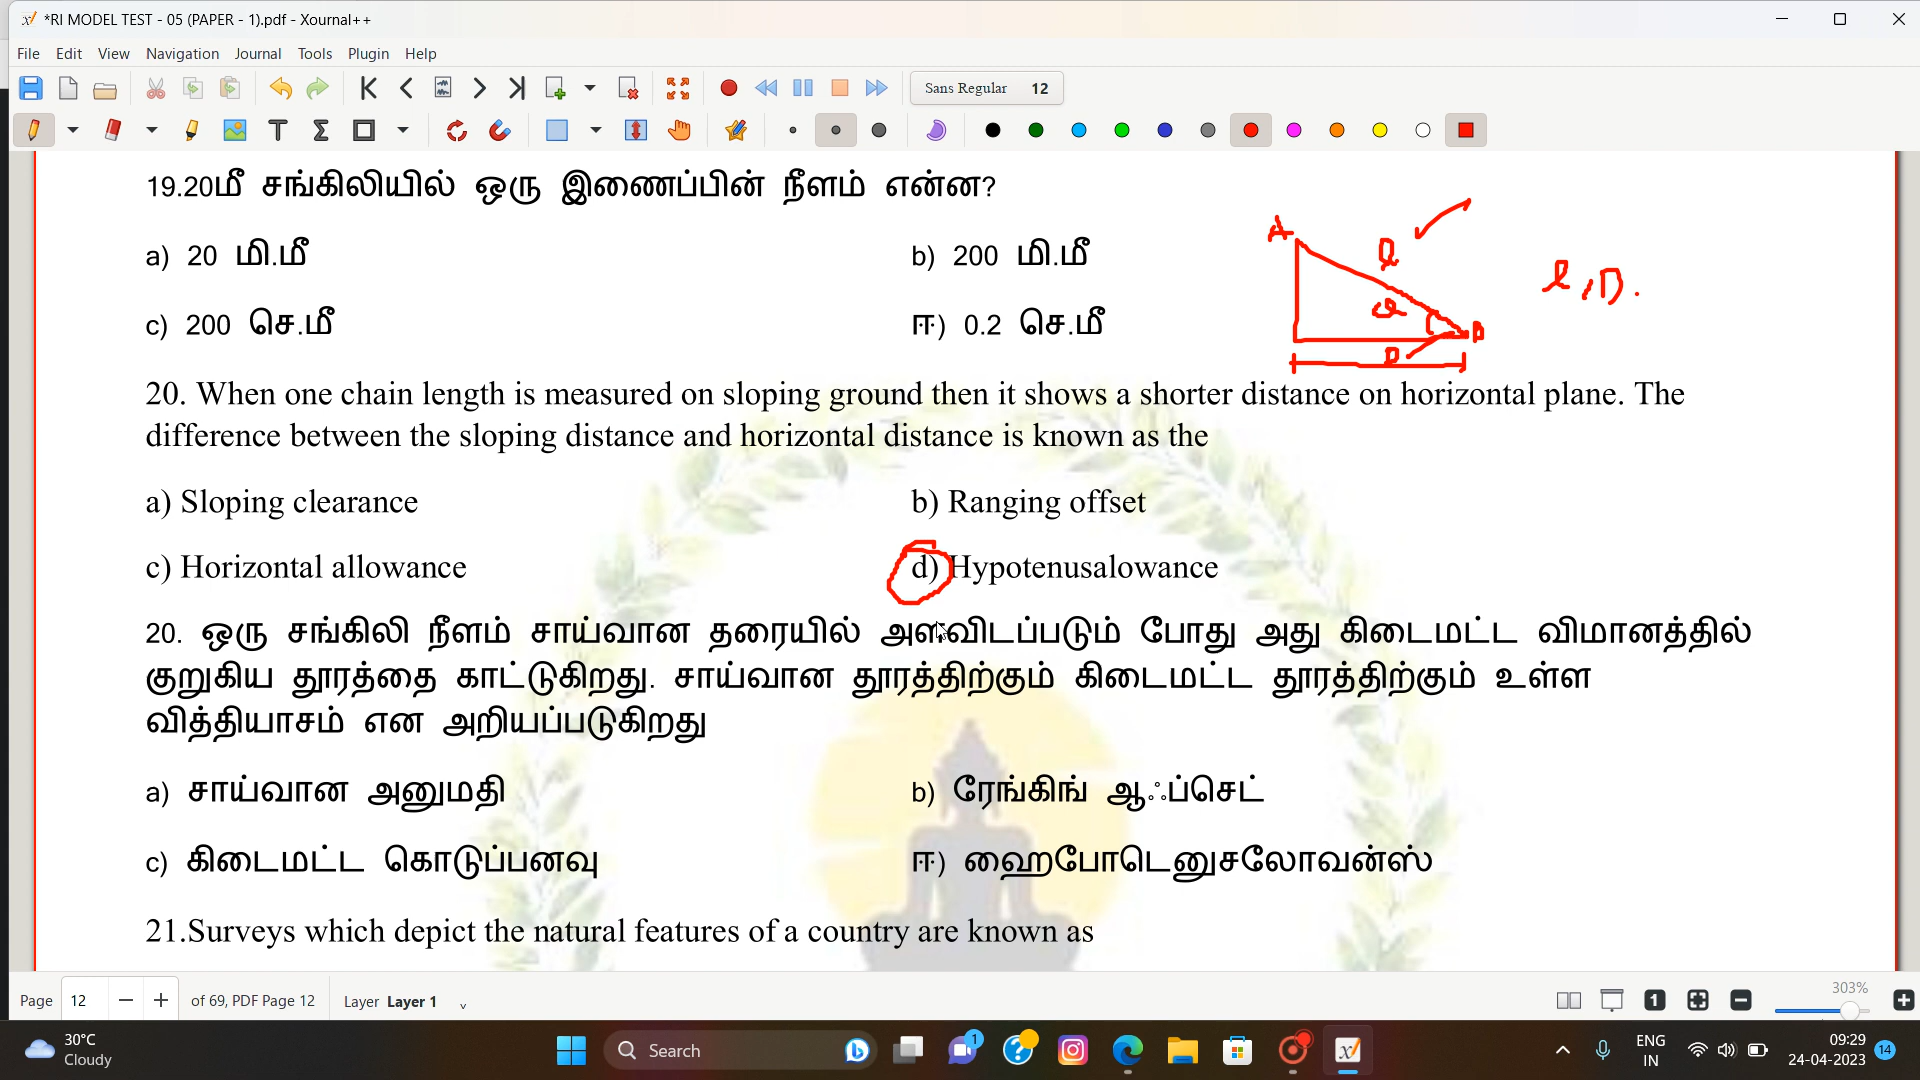 *RI MODEL TEST - 05 (PAPER - 1).pdf - Xournal++
File Edit View Navigation Journal Tools Plugin Help
Sans Regular 12
19.20மீ சங்கிலியில் ஒரு இணைப்பின் நீளம் என்ன?
a) 20 மி.மீ b) 200 மி.மீ
c) 200 செ.மீ ஈ) 0.2 செ.மீ
A l
l, D.
B
D
20. When one chain length is measured on sloping ground then it shows a shorter distance on horizontal plane. The
difference between the sloping distance and horizontal distance is known as the
a) Sloping clearance b) Ranging offset
c) Horizontal allowance d) Hypotenusalowance
20. ஒரு சங்கிலி நீளம் சாய்வான தரையில் அளவிடப்படும் போது அது கிடைமட்ட விமானத்தில்
குறுகிய தூரத்தை காட்டுகிறது. சாய்வான தூரத்திற்கும் கிடைமட்ட தூரத்திற்கும் உள்ள
வித்தியாசம் என அறியப்படுகிறது
a) சாய்வான அனுமதி b) ரேங்கிங் ஆஃப்செட்
c) கிடைமட்ட கொடுப்பனவு ஈ) ஹைபோடெனுசலோவன்ஸ்
21.Surveys which depict the natural features of a country are known as
Page 12 of 69, PDF Page 12 Layer Layer 1 303%
30°C
Cloudy
Search
1
ENG
IN
09:29
24-04-2023
14